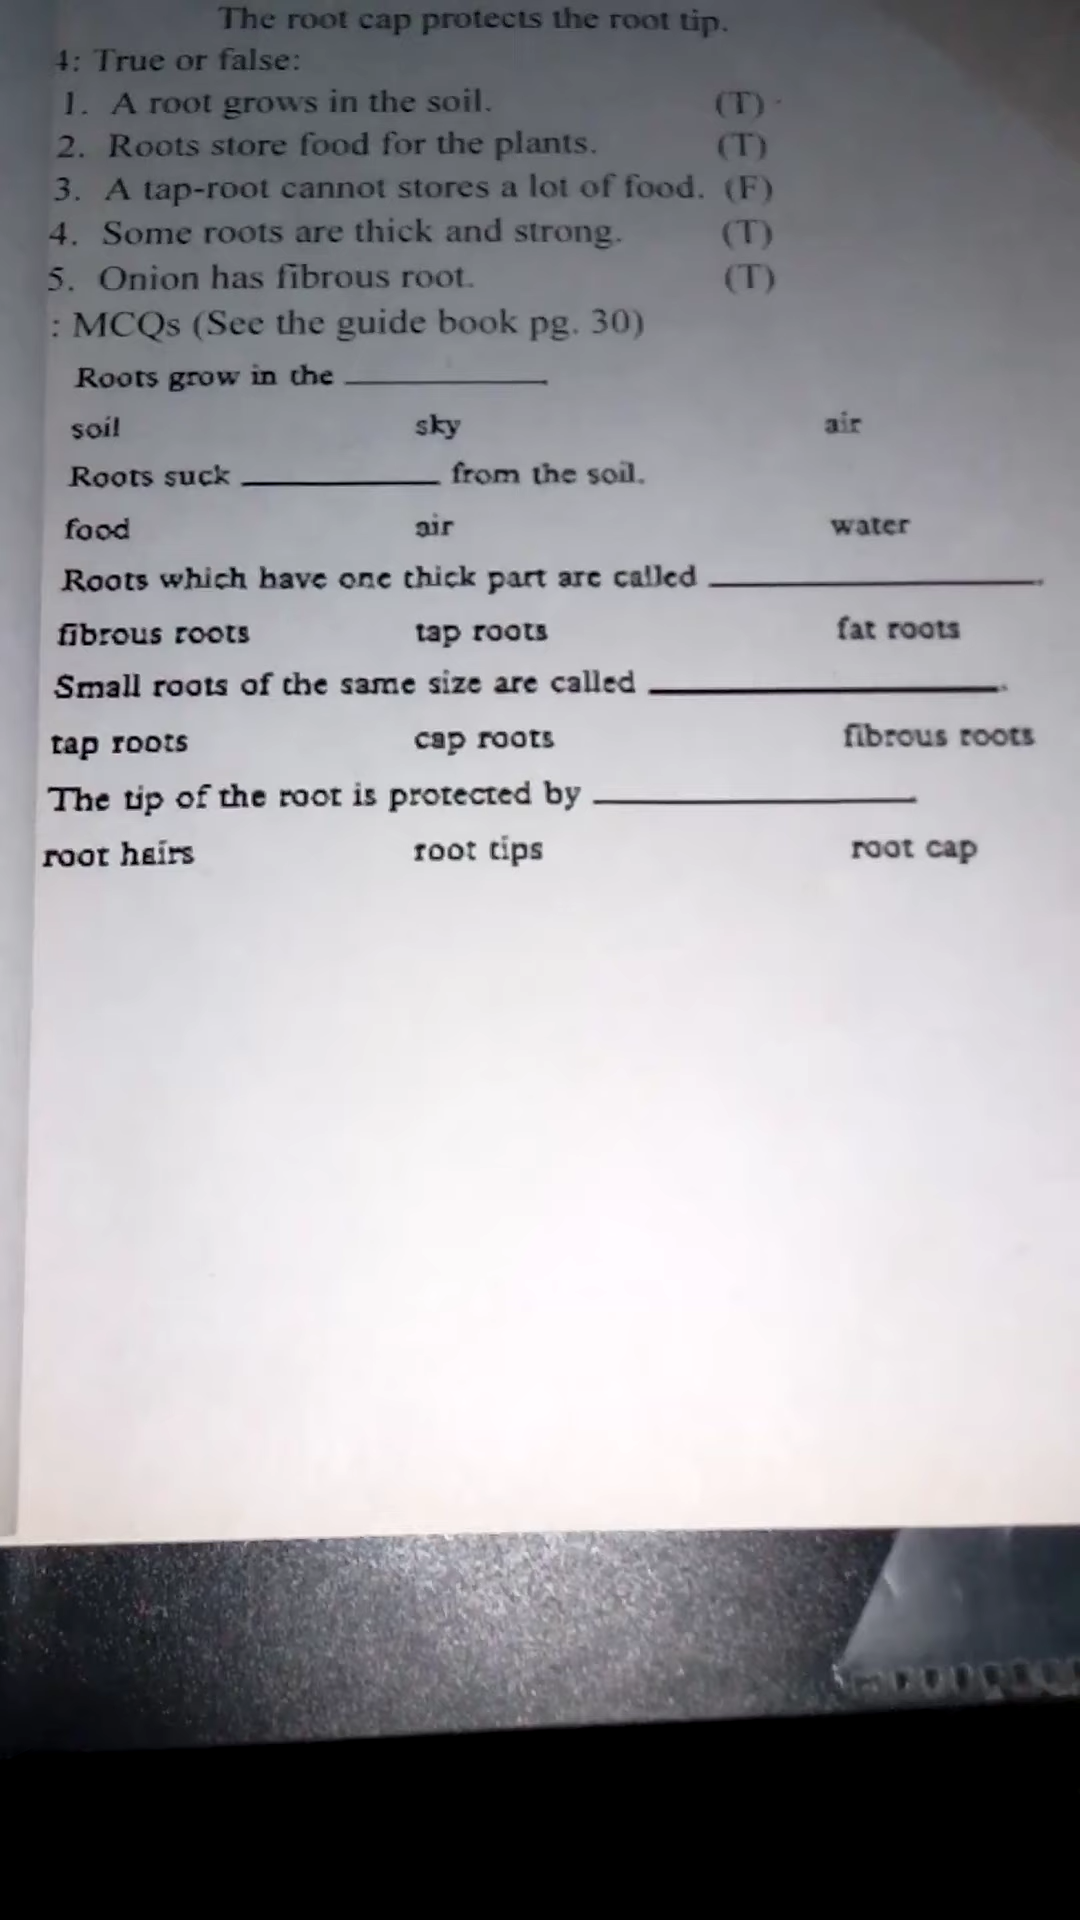 The root cap protects the root tip.
4: True or false:
1. A root grows in the soil. (T)
2. Roots store food for the plants. (T)
3. A tap-root cannot stores a lot of food. (F)
4. Some roots are thick and strong. (T)
5. Onion has fibrous root. (T)
: MCQs (See the guide book pg. 30)
Roots grow in the ____________.
soil sky air
Roots suck ____________ from the soil.
food air water
Roots which have one thick part are called ____________________.
fibrous roots tap roots fat roots
Small roots of the same size are called ____________________.
tap roots cap roots fibrous roots
The tip of the root is protected by ____________________
root hairs root tips root cap